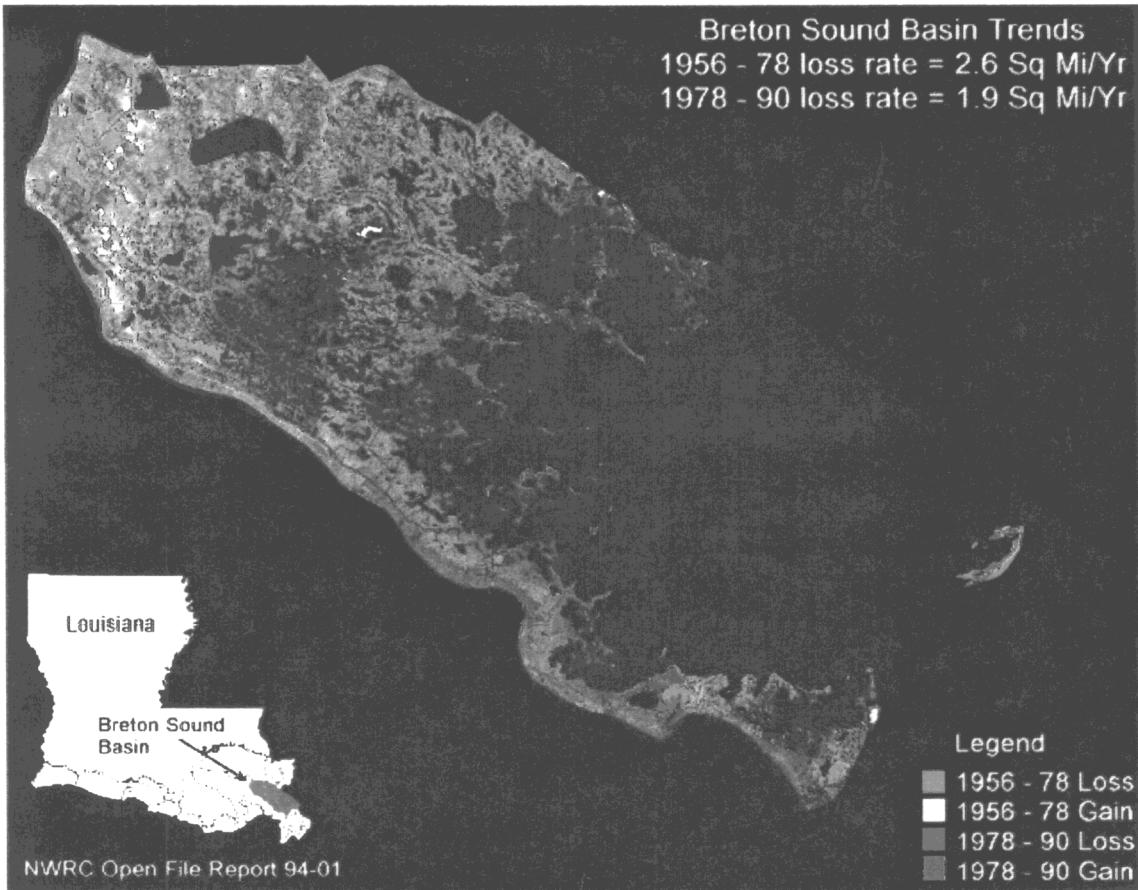 Breton Sound Basin Trends
1956 - 78 loss rate = 2.6 Sq Mi/Yr
1978 - 90 loss rate = 1.9 Sq Mi/Yr
Louisiana
Breton Sound
Basin
Legend
1956 - 78 Loss
1956 - 78 Gain
1978 - 90 Loss
1978 - 90 Gain
NWRC Open File Report 94-01